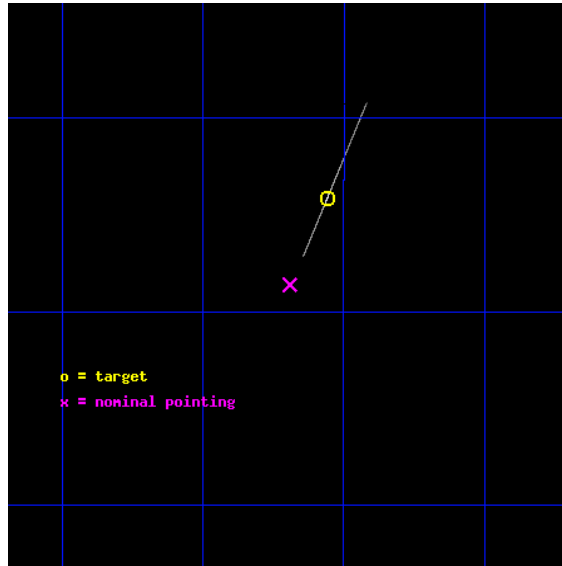 o = target
x = nominal pointing